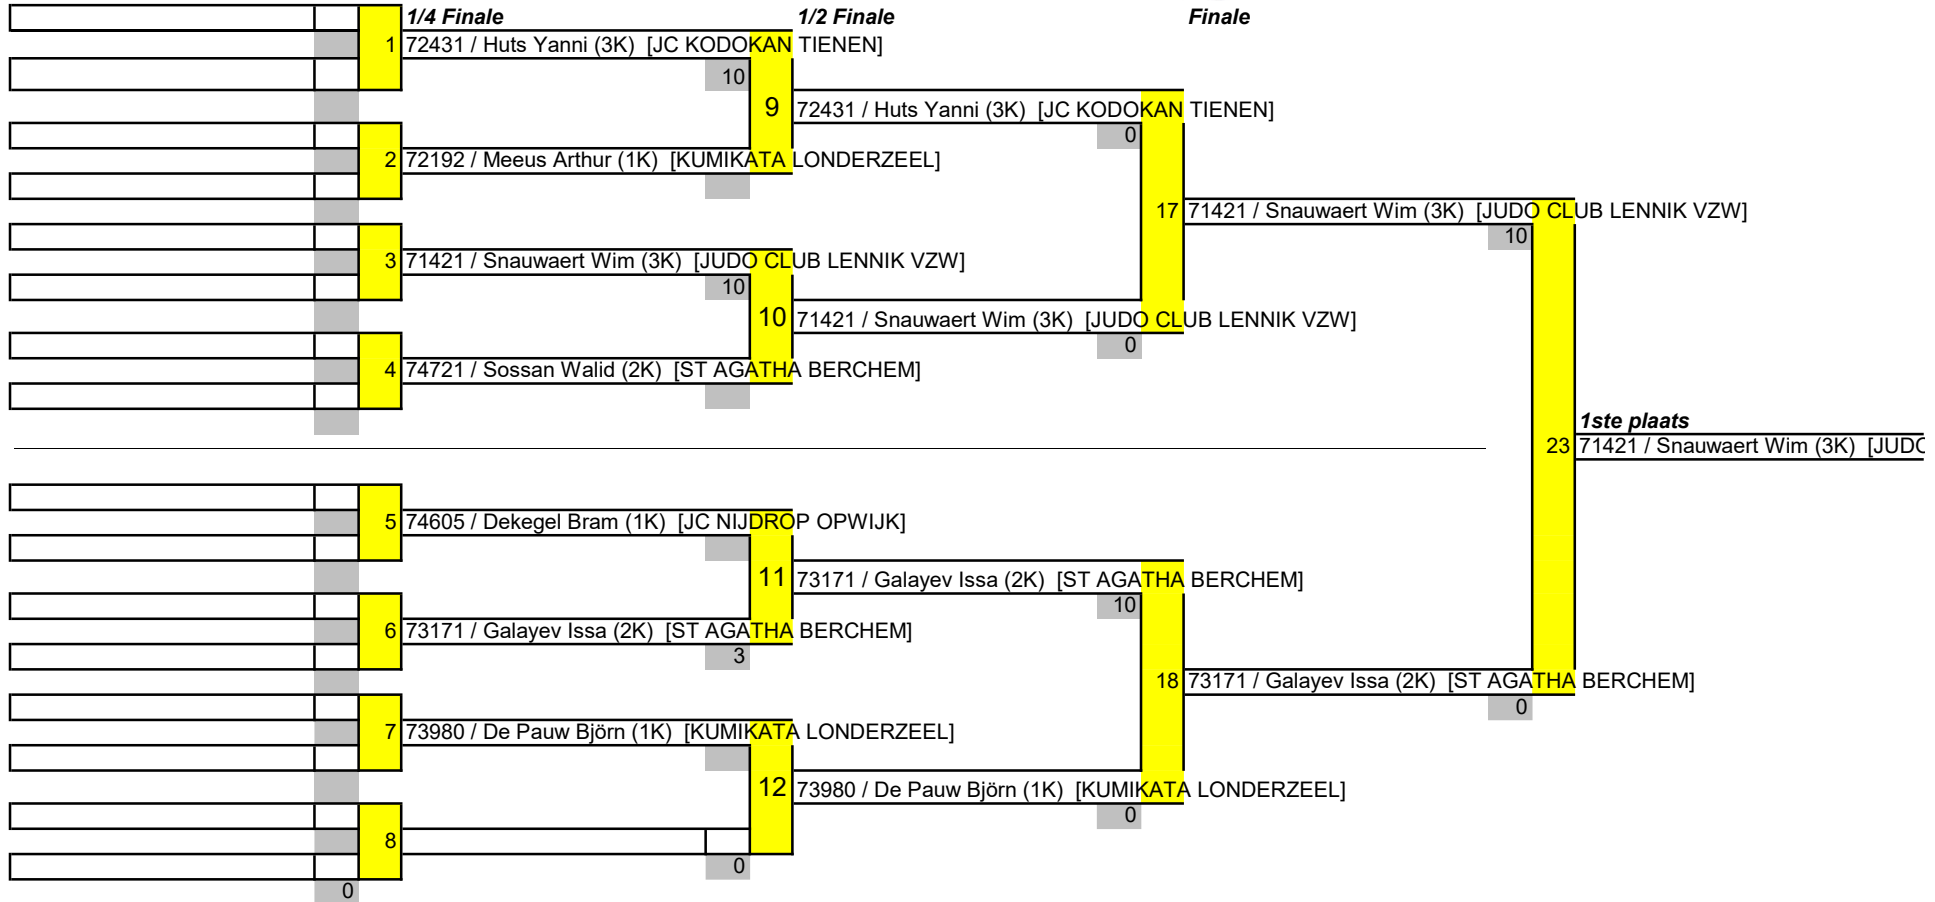 1/4 Finale 1/2 Finale Finale
1 72431 / Huts Yanni (3K) [JC KODOKAN TIENEN]
10
9 72431 / Huts Yanni (3K) [JC KODOKAN TIENEN]
0
2 72192 / Meeus Arthur (1K) [KUMIKATA LONDERZEEL]
17 71421 / Snauwaert Wim (3K) [JUDO CLUB LENNIK VZW]
10
3 71421 / Snauwaert Wim (3K) [JUDO CLUB LENNIK VZW]
10
10 71421 / Snauwaert Wim (3K) [JUDO CLUB LENNIK VZW]
0
4 74721 / Sossan Walid (2K) [ST AGATHA BERCHEM]
1ste plaats
23 71421 / Snauwaert Wim (3K) [JUDO
5 74605 / Dekegel Bram (1K) [JC NIJDROP OPWIJK]
11 73171 / Galayev Issa (2K) [ST AGATHA BERCHEM]
10
6 73171 / Galayev Issa (2K) [ST AGATHA BERCHEM]
3
18 73171 / Galayev Issa (2K) [ST AGATHA BERCHEM]
0
7 73980 / De Pauw Björn (1K) [KUMIKATA LONDERZEEL]
12 73980 / De Pauw Björn (1K) [KUMIKATA LONDERZEEL]
0
8
0
0